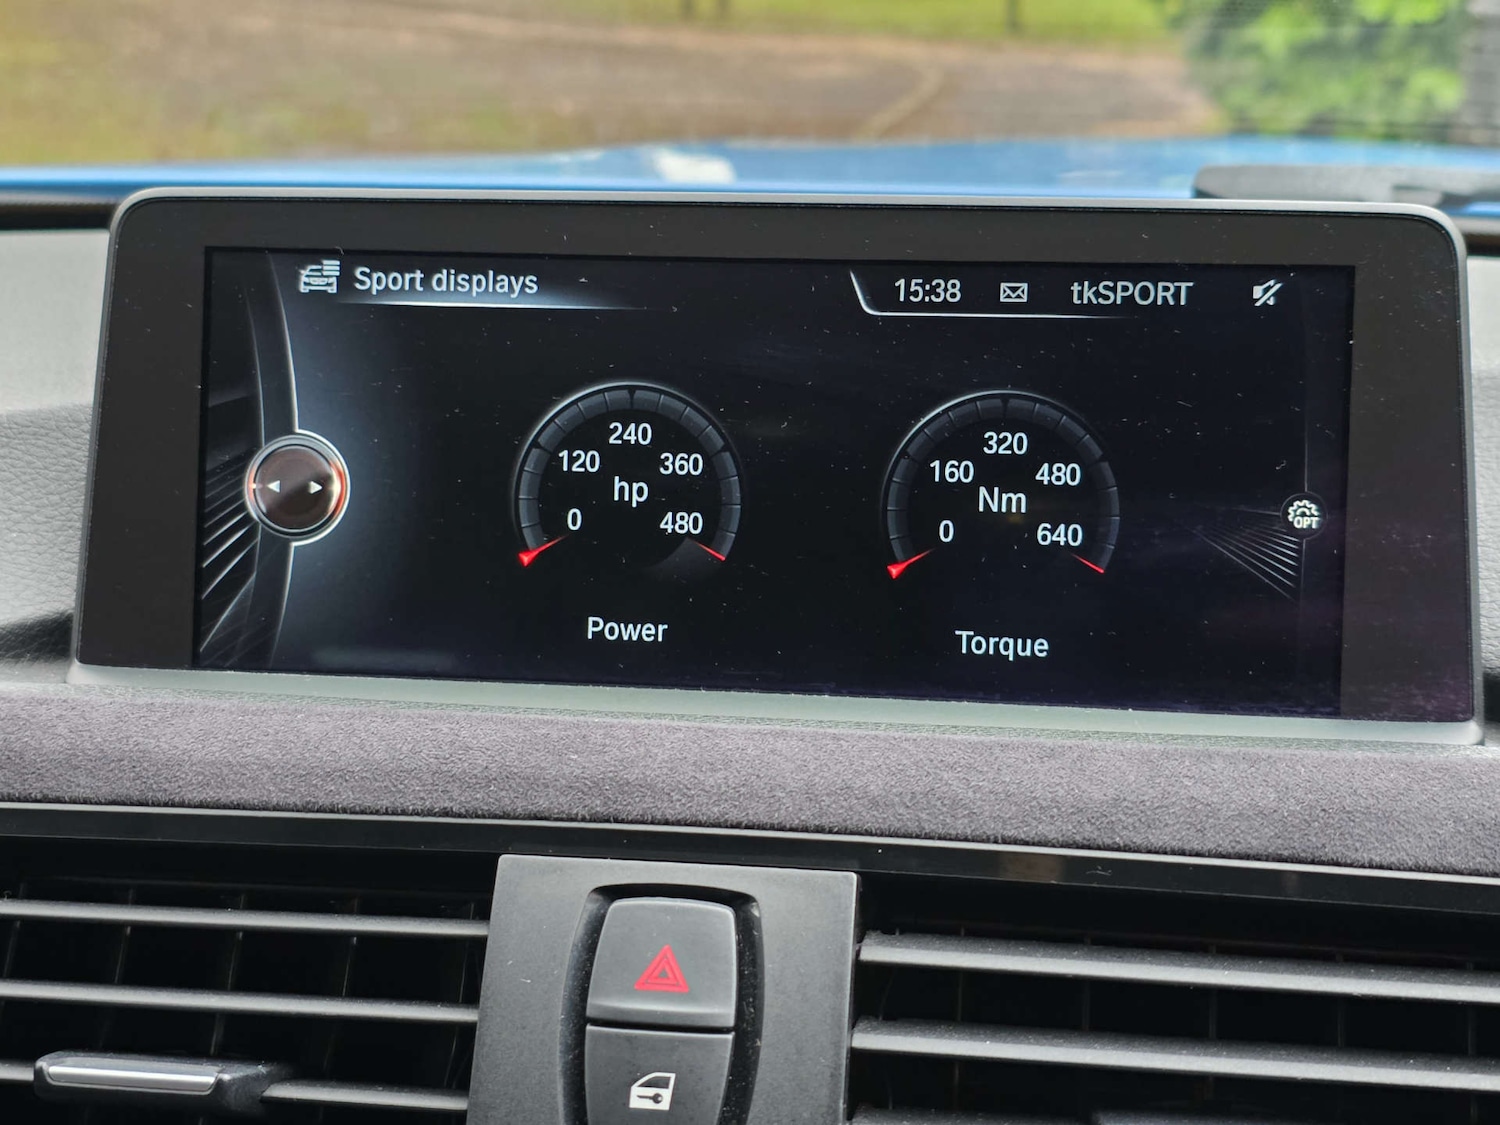 Sport displays
15:38 tkSPORT
240
120 360
hp
0 480
Power
320
160 480
Nm
0 640
Torque
OPT